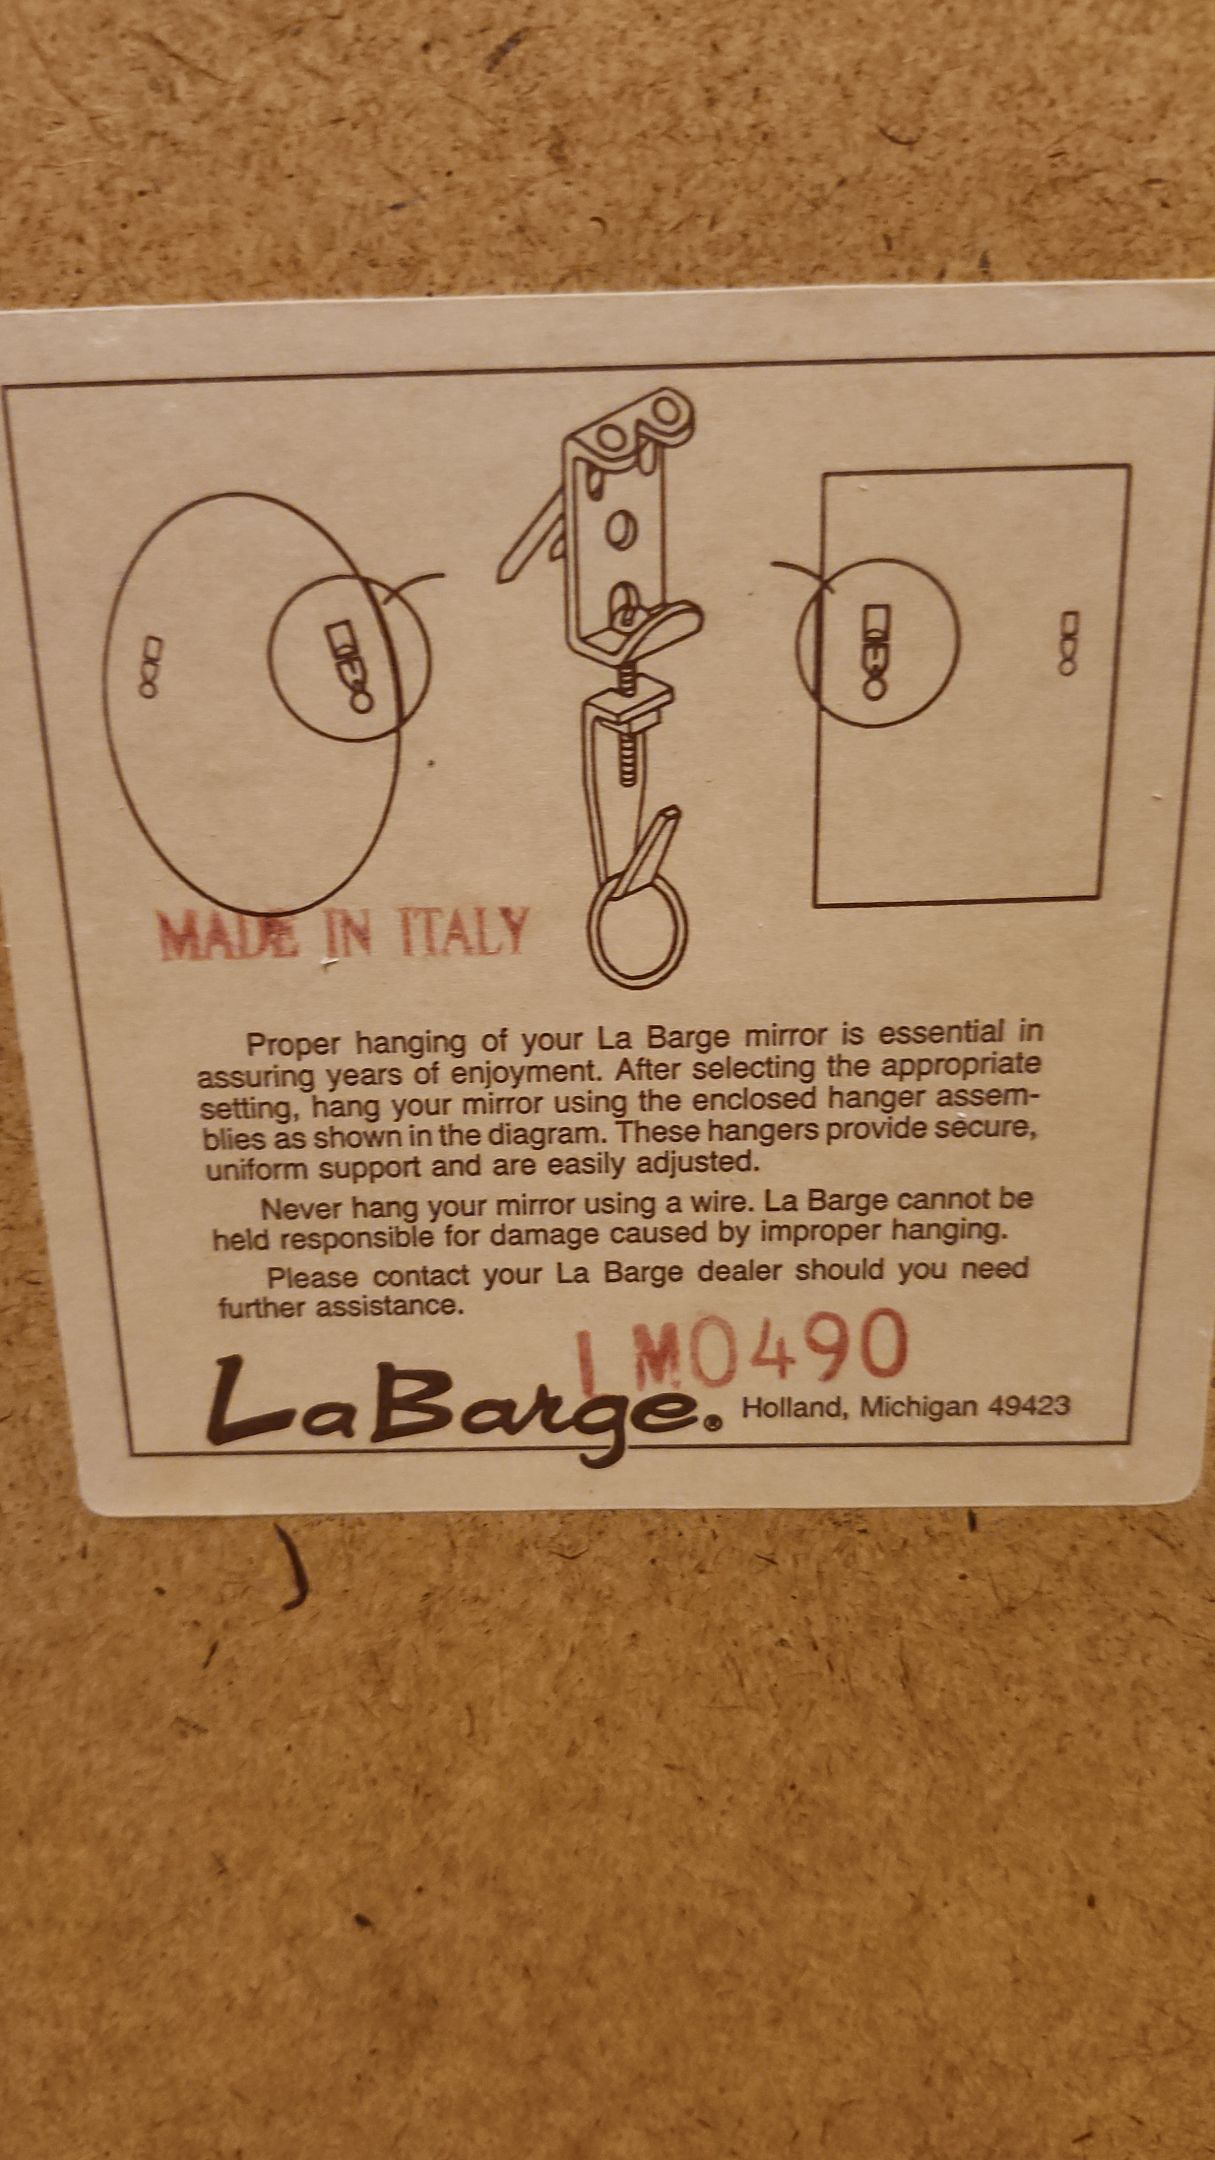 MADE IN ITALY
Proper hanging of your La Barge mirror is essential in
assuring years of enjoyment. After selecting the appropriate
setting, hang your mirror using the enclosed hanger assem-
blies as shown in the diagram. These hangers provide secure,
uniform support and are easily adjusted.
Never hang your mirror using a wire. La Barge cannot be
held responsible for damage caused by improper hanging.
Please contact your La Barge dealer should you need
further assistance.
LM0490
LaBarge® Holland, Michigan 49423